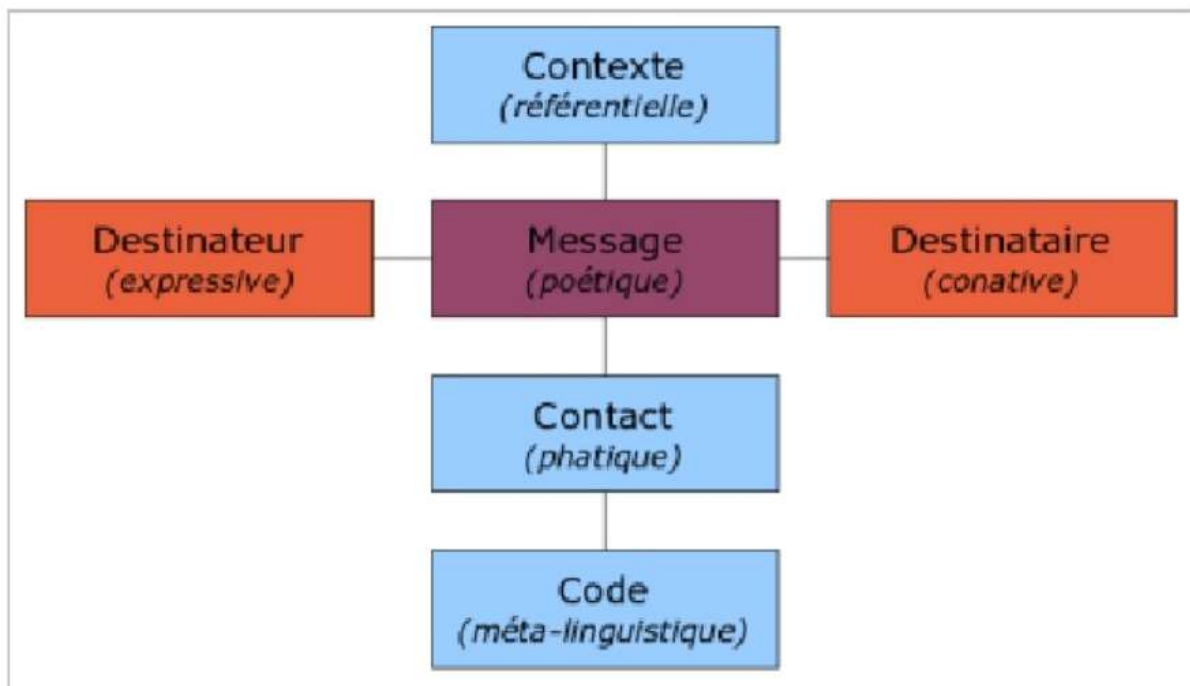 Contexte
(référentielle)
Destinateur
(expressive)
Message
(poétique)
Destinataire
(conative)
Contact
(phatique)
Code
(méta-linguistique)